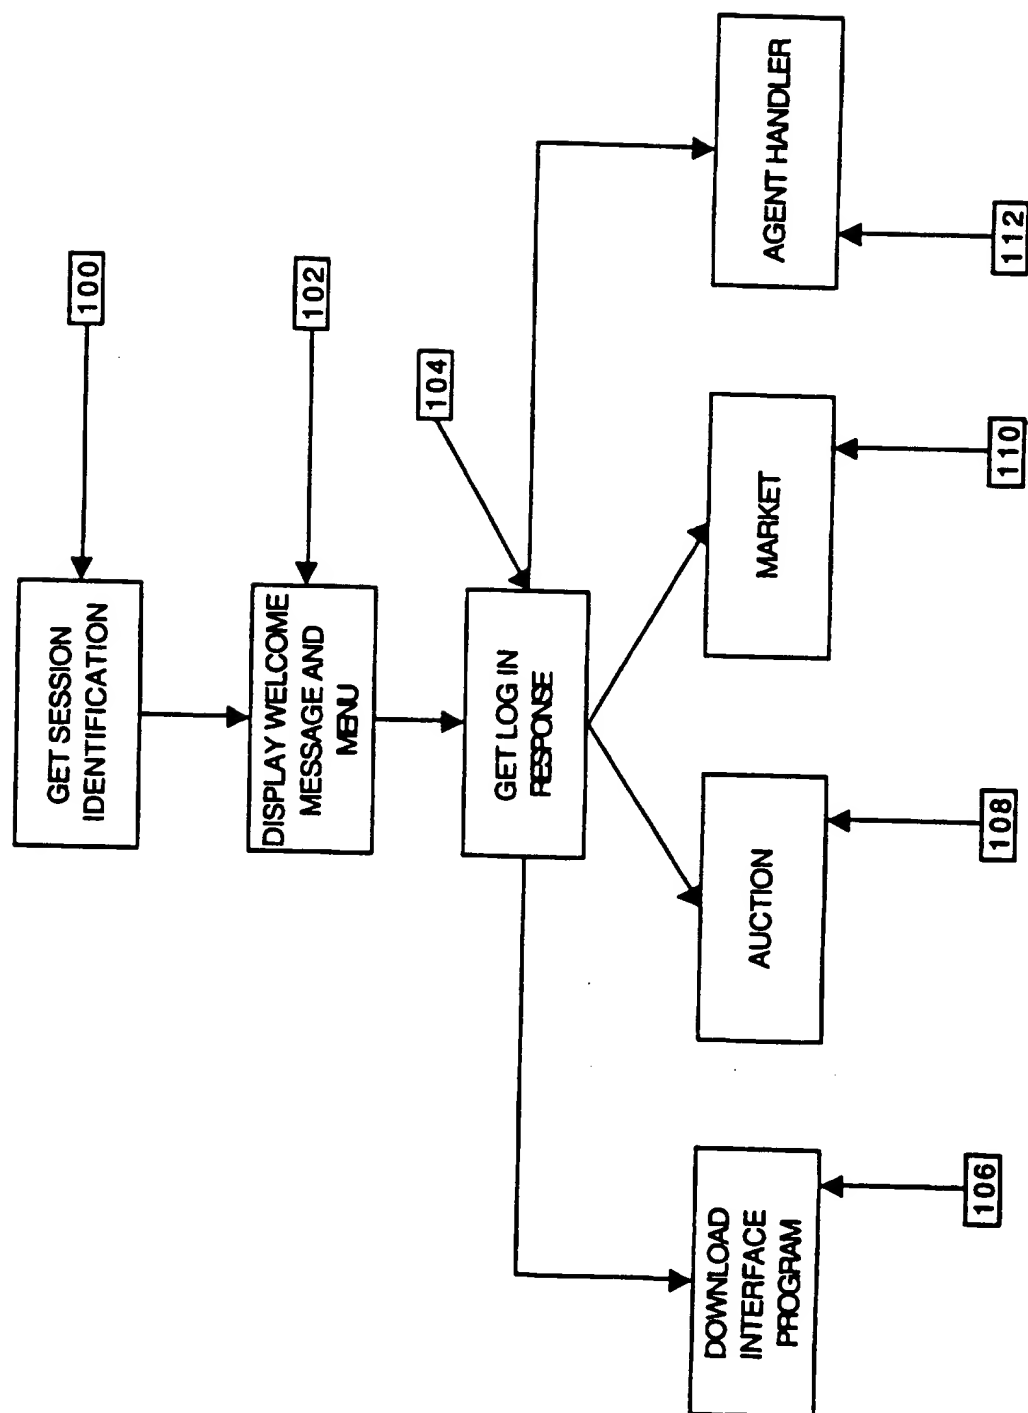 100
GET SESSION
IDENTIFICATION
102
DISPLAY WELCOME
MESSAGE AND
MENU
104
GET LOG IN
RESPONSE
DOWNLOAD
INTERFACE
PROGRAM
AUCTION
MARKET
AGENT HANDLER
106
108
110
112